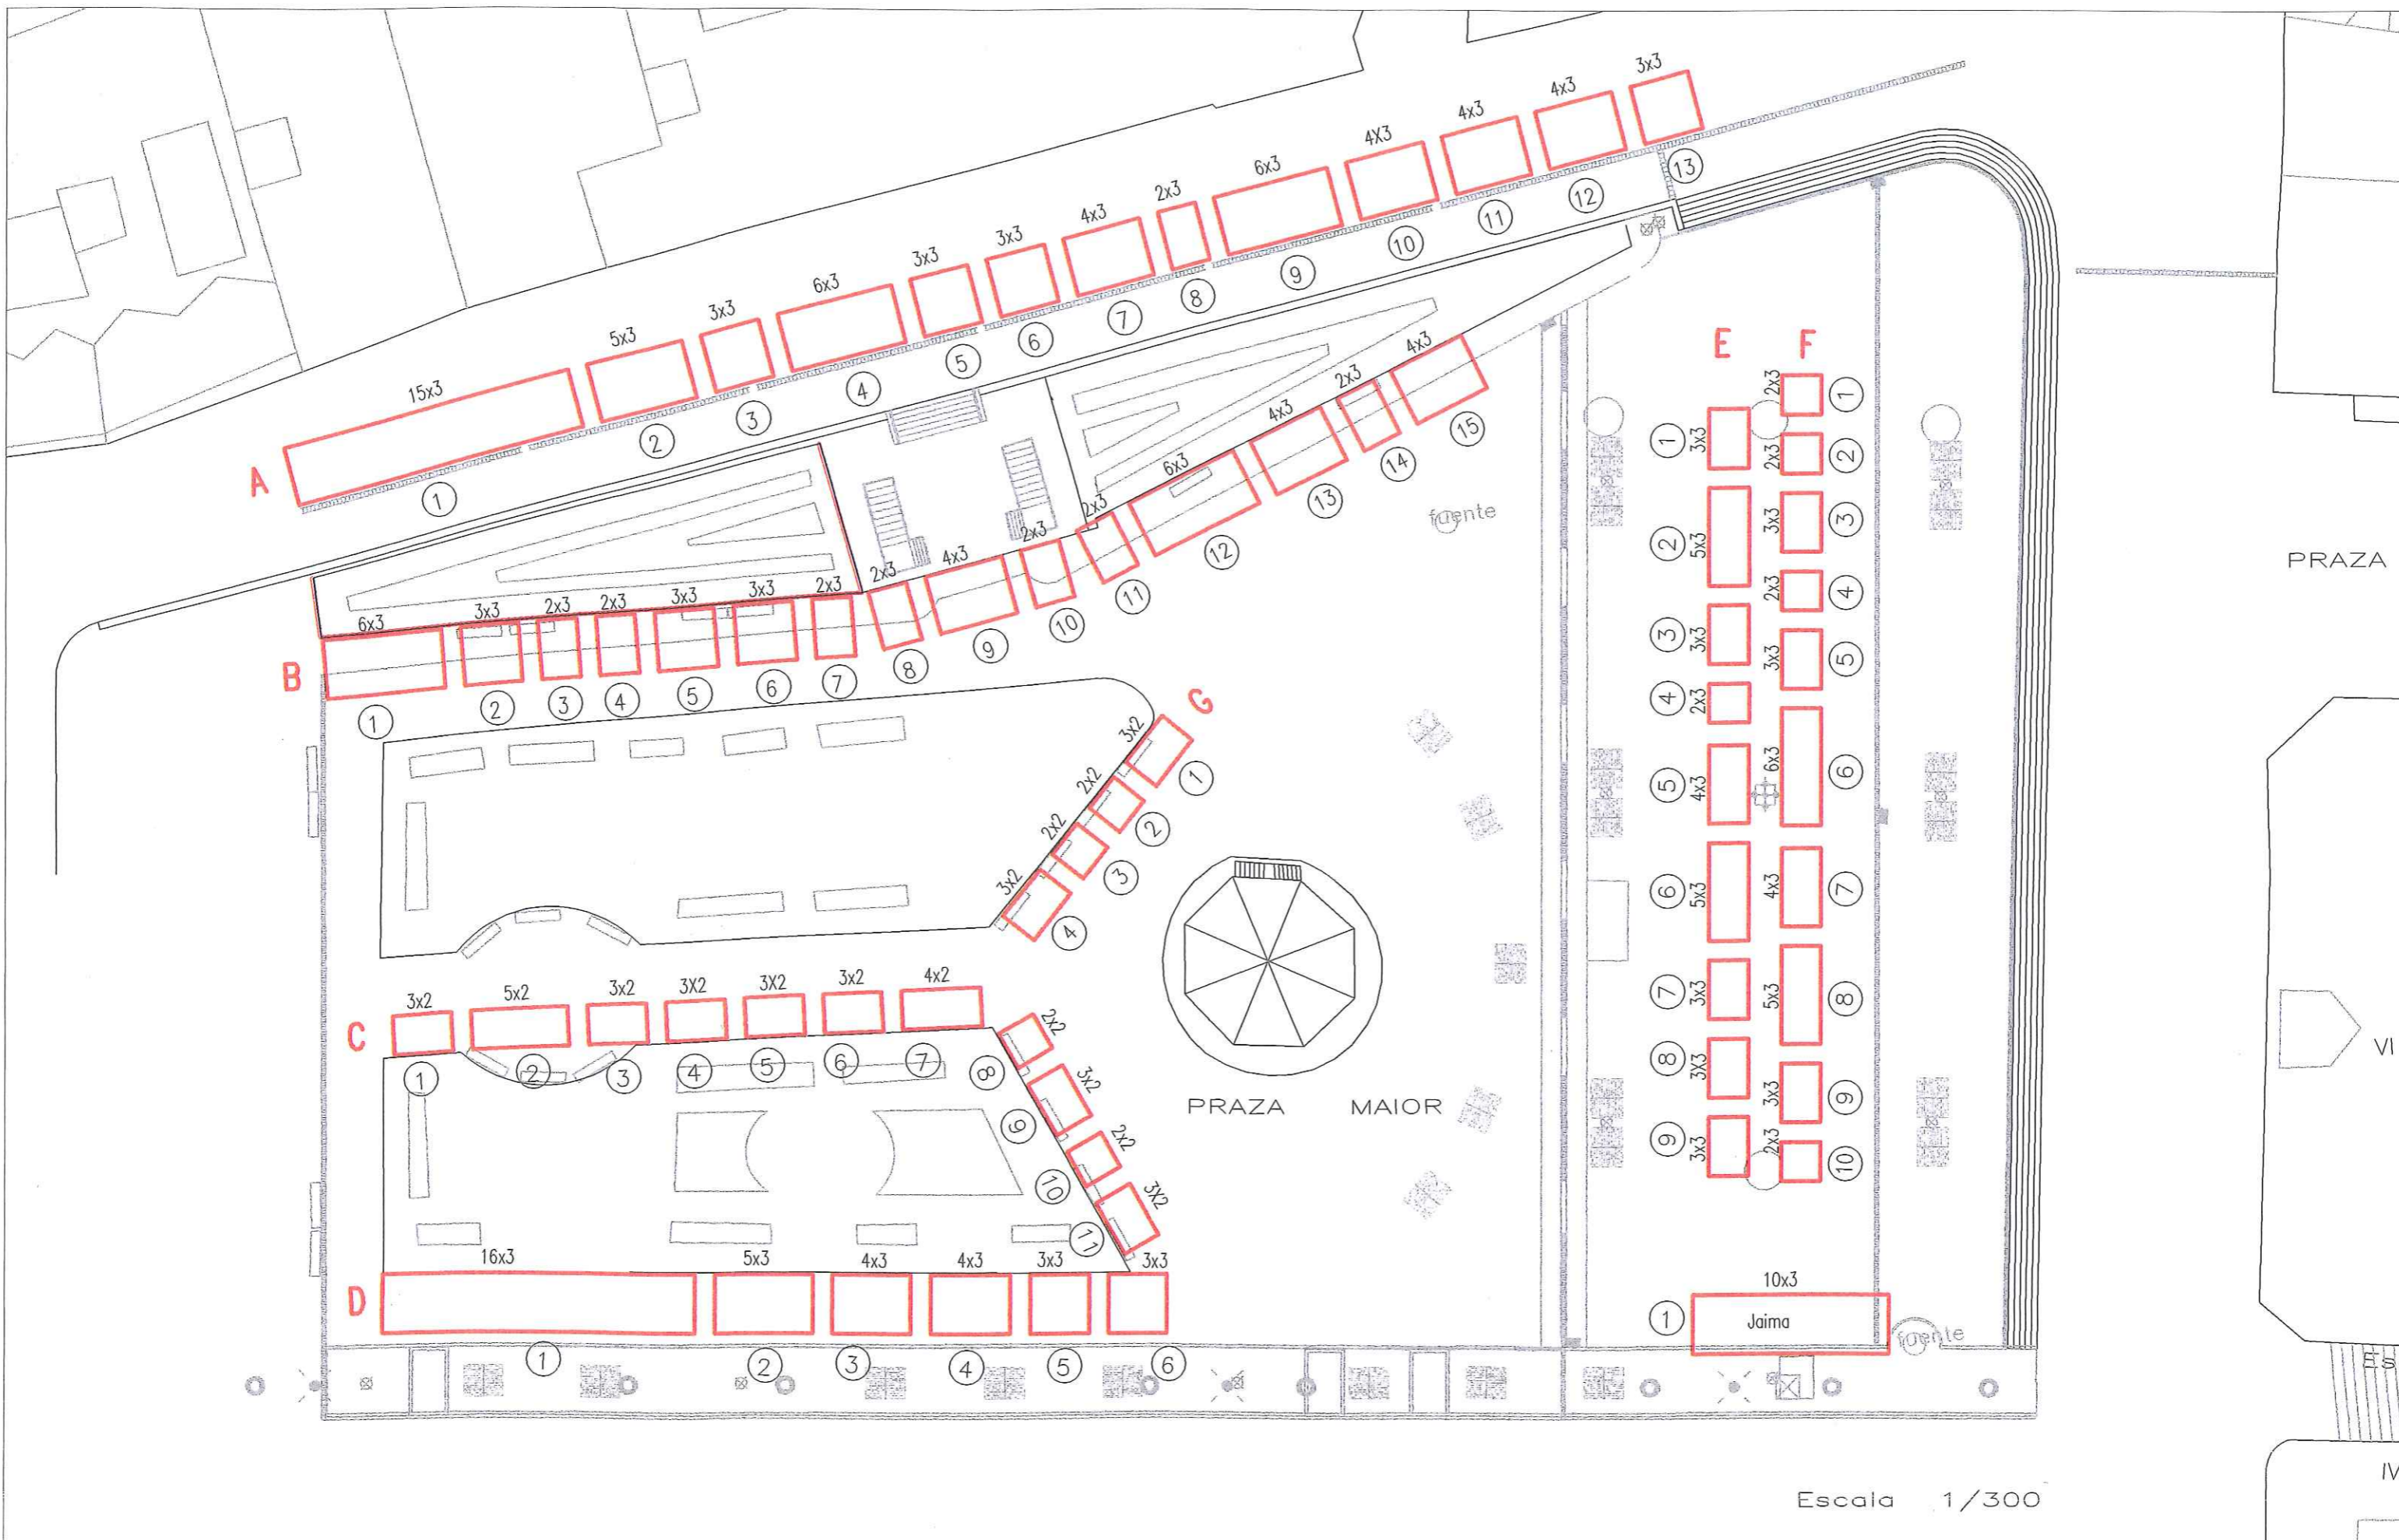 A
15x3
5x3
3x3
6x3
3x3
3x3
4x3
2x3
6x3
4X3
4x3
4x3
3x3
1
2
3
4
5
6
7
8
9
10
11
12
13
B
6x3
3x3
2x3
2x3
3x3
3x3
2x3
2x3
4x3
2x3
2x3
6x3
4x3
2x3
4x3
1
2
3
4
5
6
7
8
9
10
11
12
13
14
15
fuente
G
3x2
2x2
2x2
3x2
1
2
3
4
C
3x2
5x2
3x2
3X2
3X2
3x2
4x2
2x2
3x2
2x2
3X2
1
2
3
4
5
6
7
8
9
10
11
PRAZA MAIOR
D
16x3
5x3
4x3
4x3
3x3
3x3
1
2
3
4
5
6
E
1
3x3
2
5x3
3
3x3
4
2x3
5
4x3
6
5x3
7
3x3
8
3X3
9
3x3
F
2x3
1
2x3
2
3x3
3
2x3
4
3x3
5
6x3
6
4x3
7
5x3
8
3x3
9
2x3
10
10x3
1
Jaima
fuente
PRAZA
VI
Es
IV
Escala 1/300